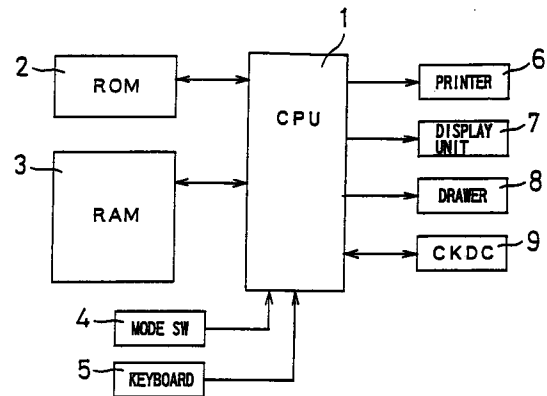 1
2
ROM
CPU
6
PRINTER
7
DISPLAY
UNIT
3
RAM
8
DRAWER
9
CKDC
4
MODE SW
5
KEYBOARD